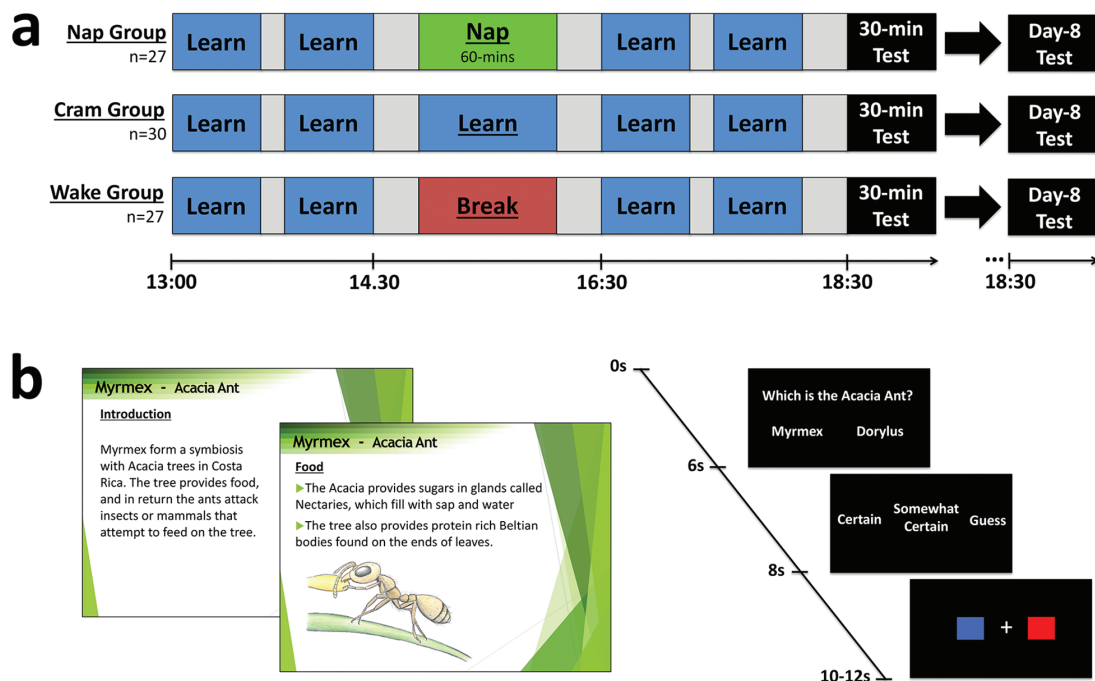 a
Nap Group
n=27
Learn
Learn
Nap
60-mins
Learn
Learn
30-min
Test
Day-8
Test
Cram Group
n=30
Learn
Learn
Learn
Learn
Learn
30-min
Test
Day-8
Test
Wake Group
n=27
Learn
Learn
Break
Learn
Learn
30-min
Test
Day-8
Test
13:00
14:30
16:30
18:30
...
18:30
b
Myrmex - Acacia Ant
Introduction
Myrmex form a symbiosis
with Acacia trees in Costa
Rica. The tree provides food,
and in return the ants attack
insects or mammals that
attempt to feed on the tree.
Myrmex - Acacia Ant
Food
▶The Acacia provides sugars in glands called
Nectaries, which fill with sap and water
▶The tree also provides protein rich Beltian
bodies found on the ends of leaves.
0s
Which is the Acacia Ant?
Myrmex Dorylus
6s
Certain Somewhat Certain Guess
8s
+
10-12s